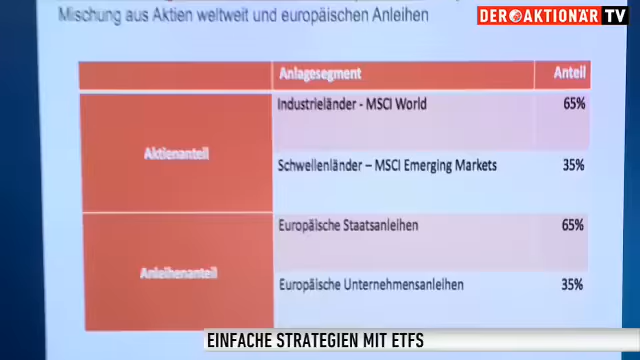 DER AKTIONÄR TV
Mischung aus Aktien weltweit und europäischen Anleihen
Anlagesegment Anteil
Aktienanteil
Industrieländer - MSCI World 65%
Schwellenländer – MSCI Emerging Markets 35%
Anleihenanteil
Europäische Staatsanleihen 65%
Europäische Unternehmensanleihen 35%
EINFACHE STRATEGIEN MIT ETFS